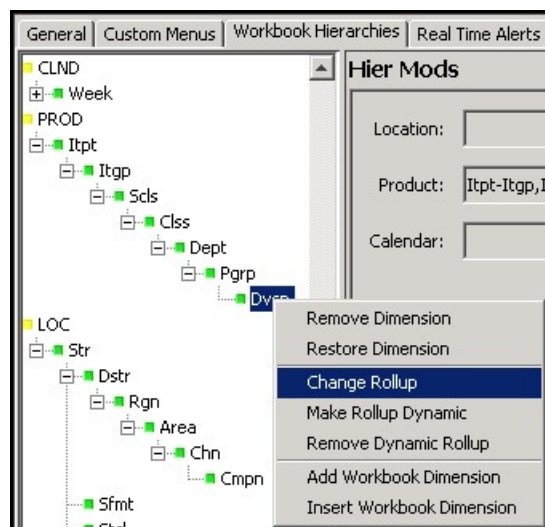 General Custom Menus Workbook Hierarchies Real Time Alerts
CLND
Week
PROD
Itpt
Itgp
Scls
Clss
Dept
Pgrp
LOC
Str
Dstr
Rgn
Area
Chn
Cmpn
Sfmt
Hier Mods
Location:
Product: Itpt-Itgp,I
Calendar:
Remove Dimension
Restore Dimension
Change Rollup
Make Rollup Dynamic
Remove Dynamic Rollup
Add Workbook Dimension
Insert Workbook Dimension